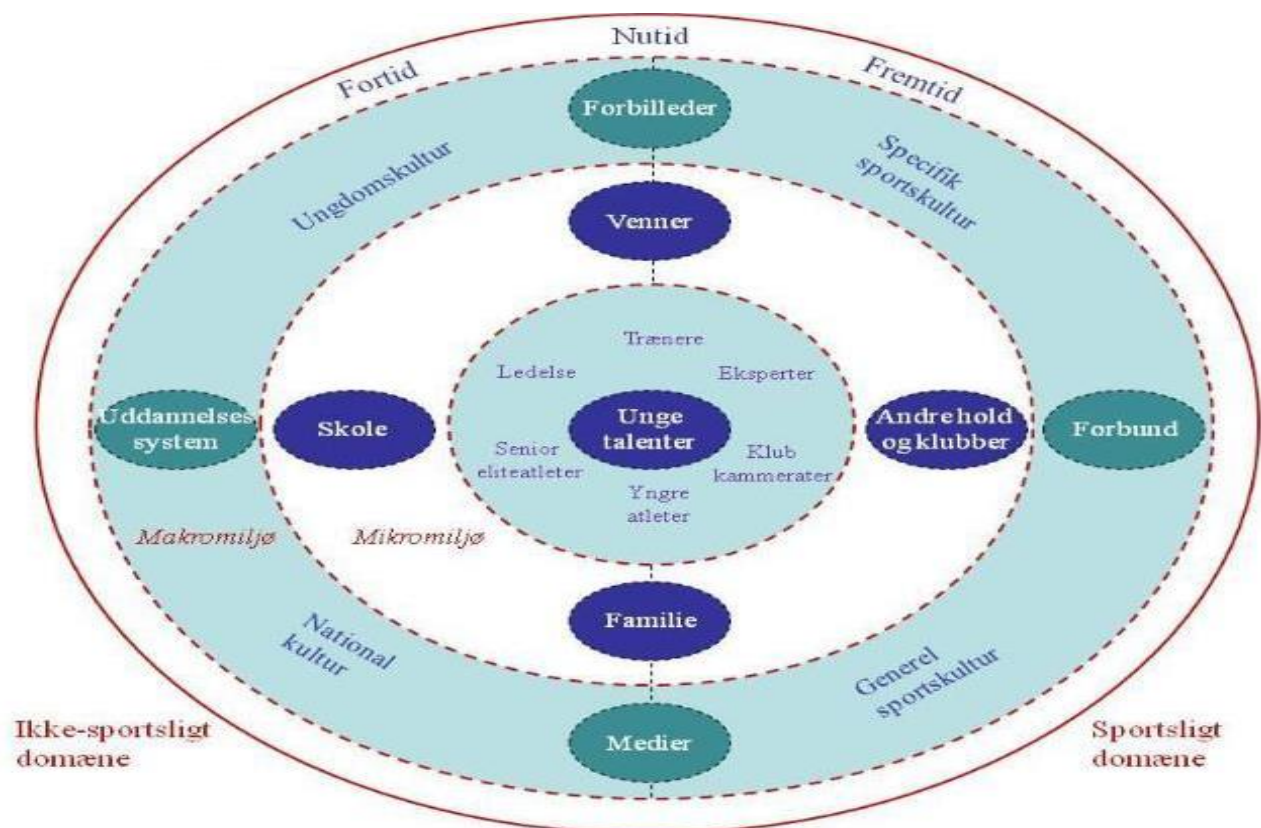 Nutid
Fortid
Fremtid
Forbilleder
Ungdomskultur
Specifik
sportskultur
Venner
Trænere
Ledelse
Eksperter
Uddannelses
system
Skole
Unge
talenter
Andre hold
og klubber
Forbund
Senior
eliteatleter
Klub
kammerater
Yngre
atleter
Makromiljø
Mikromiljø
Familie
National
kultur
Generel
sportskultur
Medier
Ikke-sportsligt
domæne
Sportsligt
domæne